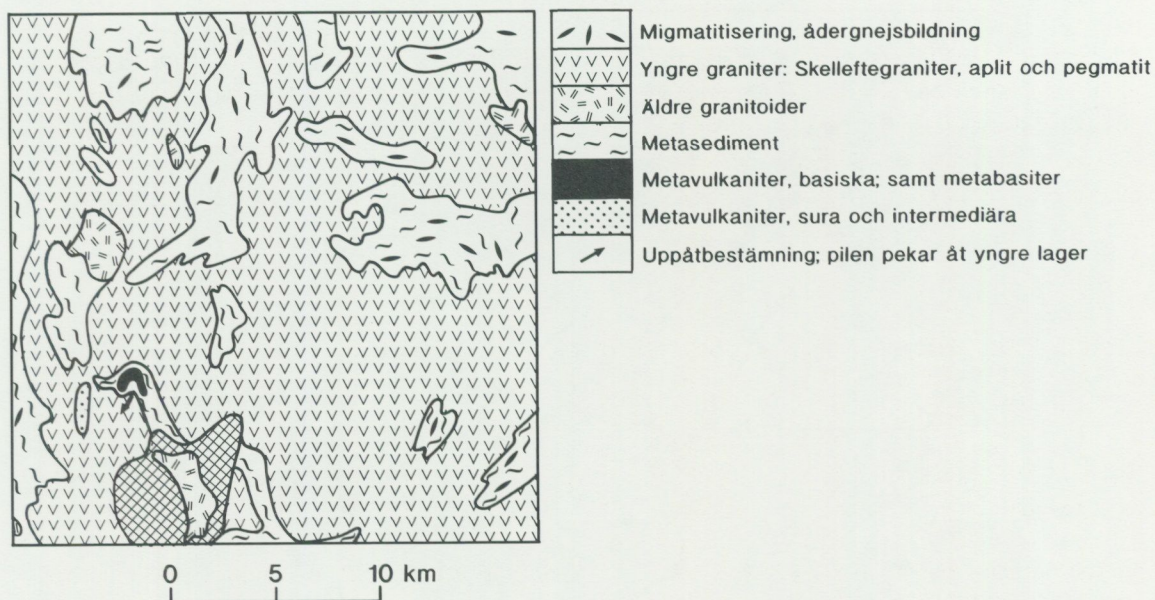 Migmatitisering, ådergnejsbildning
Yngre graniter: Skelleftegraniter, aplit och pegmatit
Äldre granitoider
Metasediment
Metavulkaniter, basiska; samt metabasiter
Metavulkaniter, sura och intermediära
Uppåtbestämning; pilen pekar åt yngre lager
0 5 10 km